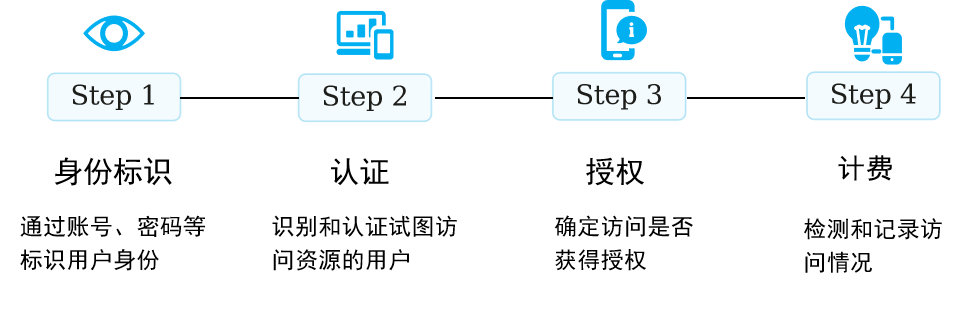 Step 1
Step 2
Step 3
Step 4
身份标识
认证
授权
计费
通过账号、密码等
标识用户身份
识别和认证试图访
问资源的用户
确定访问是否
获得授权
检测和记录访
问情况